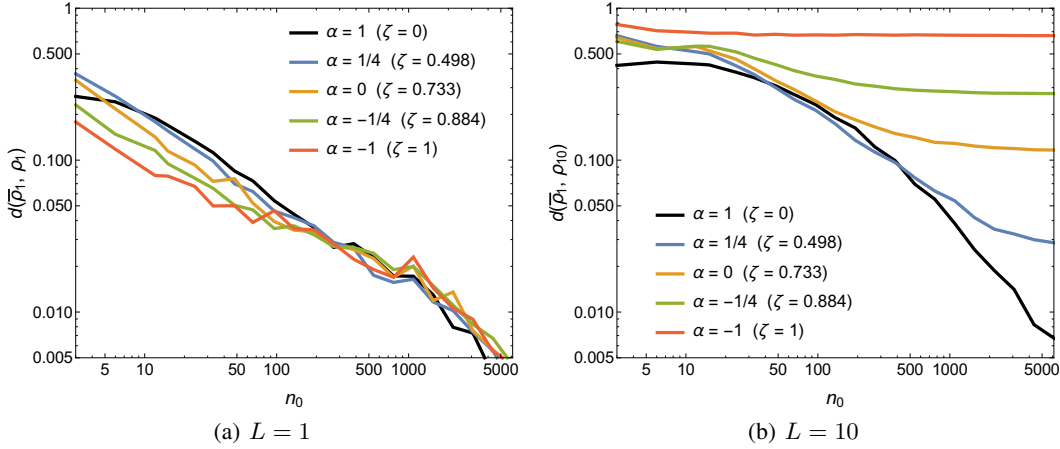 1
0.500
0.100
0.050
0.010
0.005
5 10 50 100 500 1000 5000
n₀
d(ρ̄₁, ρ₁)
α = 1 (ζ = 0)
α = 1/4 (ζ = 0.498)
α = 0 (ζ = 0.733)
α = −1/4 (ζ = 0.884)
α = −1 (ζ = 1)
(a) L = 1
1
0.500
0.100
0.050
0.010
0.005
5 10 50 100 500 1000 5000
n₀
d(ρ̄₁, ρ₁₀)
α = 1 (ζ = 0)
α = 1/4 (ζ = 0.498)
α = 0 (ζ = 0.733)
α = −1/4 (ζ = 0.884)
α = −1 (ζ = 1)
(b) L = 10